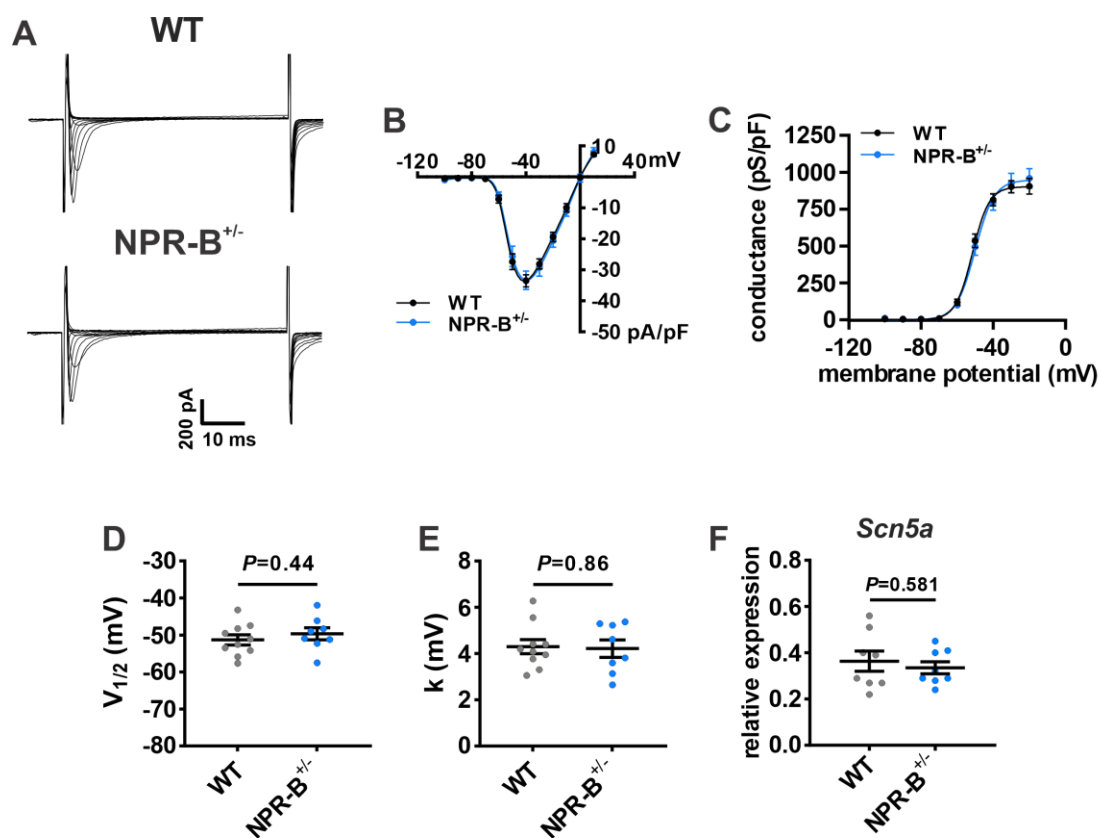 A
WT
NPR-B+/-
200 pA
10 ms
B
-120 -80 -40 40 mV
10
-10
-20
-30
-40
-50 pA/pF
WT
NPR-B+/-
C
WT
NPR-B+/-
conductance (pS/pF)
1250
1000
750
500
250
0
-120 -80 -40 0
membrane potential (mV)
D
P=0.44
V1/2 (mV)
-30
-40
-50
-60
-70
-80
WT
NPR-B+/-
E
P=0.86
k (mV)
8
6
4
2
0
WT
NPR-B+/-
F
Scn5a
P=0.581
relative expression
0.8
0.6
0.4
0.2
0.0
WT
NPR-B+/-